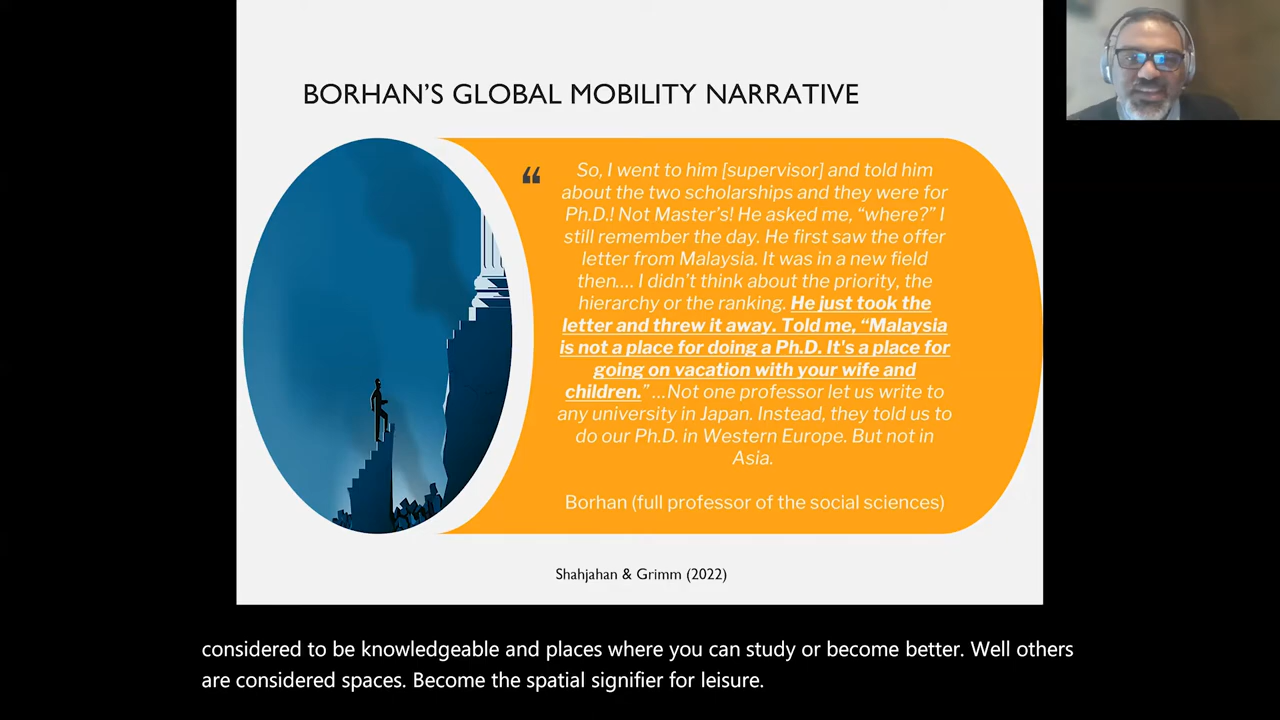 BORHAN'S GLOBAL MOBILITY NARRATIVE
“
So, I went to him [supervisor] and told him
about the two scholarships and they were for
Ph.D.! Not Master's! He asked me, “where?” I
still remember the day. He first saw the offer
letter from Malaysia. It was in a new field
then.... I didn't think about the priority, the
hierarchy or the ranking. He just took the
letter and threw it away. Told me, “Malaysia
is not a place for doing a Ph.D. It's a place for
going on vacation with your wife and
children.” ...Not one professor let us write to
any university in Japan. Instead, they told us to
do our Ph.D. in Western Europe. But not in
Asia.
Borhan (full professor of the social sciences)
Shahjahan & Grimm (2022)
considered to be knowledgeable and places where you can study or become better. Well others
are considered spaces. Become the spatial signifier for leisure.